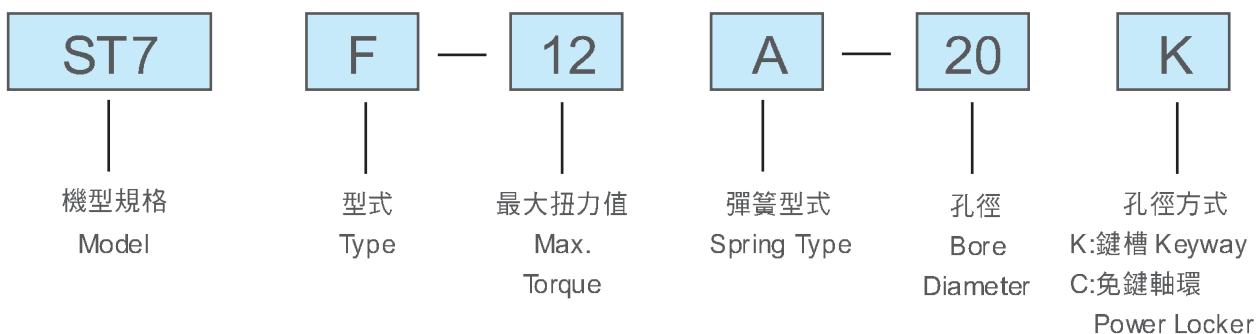 ST7 F — 12 A — 20 K
機型規格 型式 最大扭力值 彈簧型式 孔徑 孔徑方式
Model Type Max. Spring Type Bore K:鍵槽 Keyway
Torque Diameter C:免鍵軸環
Power Locker